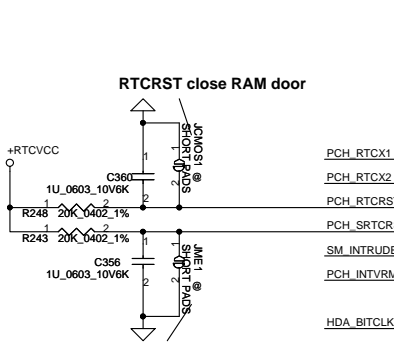 RTCRST close RAM door
+RTCVCC
JCMOS1 @
SHORT PADS
1
1
C360
1U_0603_10V6K
2
2
PCH_RTCX1
PCH_RTCX2
PCH_RTCRS
1
2
R248 20K_0402_1%
PCH_SRTCR
1
2
R243 20K_0402_1%
SM_INTRUDE
PCH_INTVRM
C356
1U_0603_10V6K
1
1
JME1 @
SHORT PADS
2
2
HDA_BITCLK